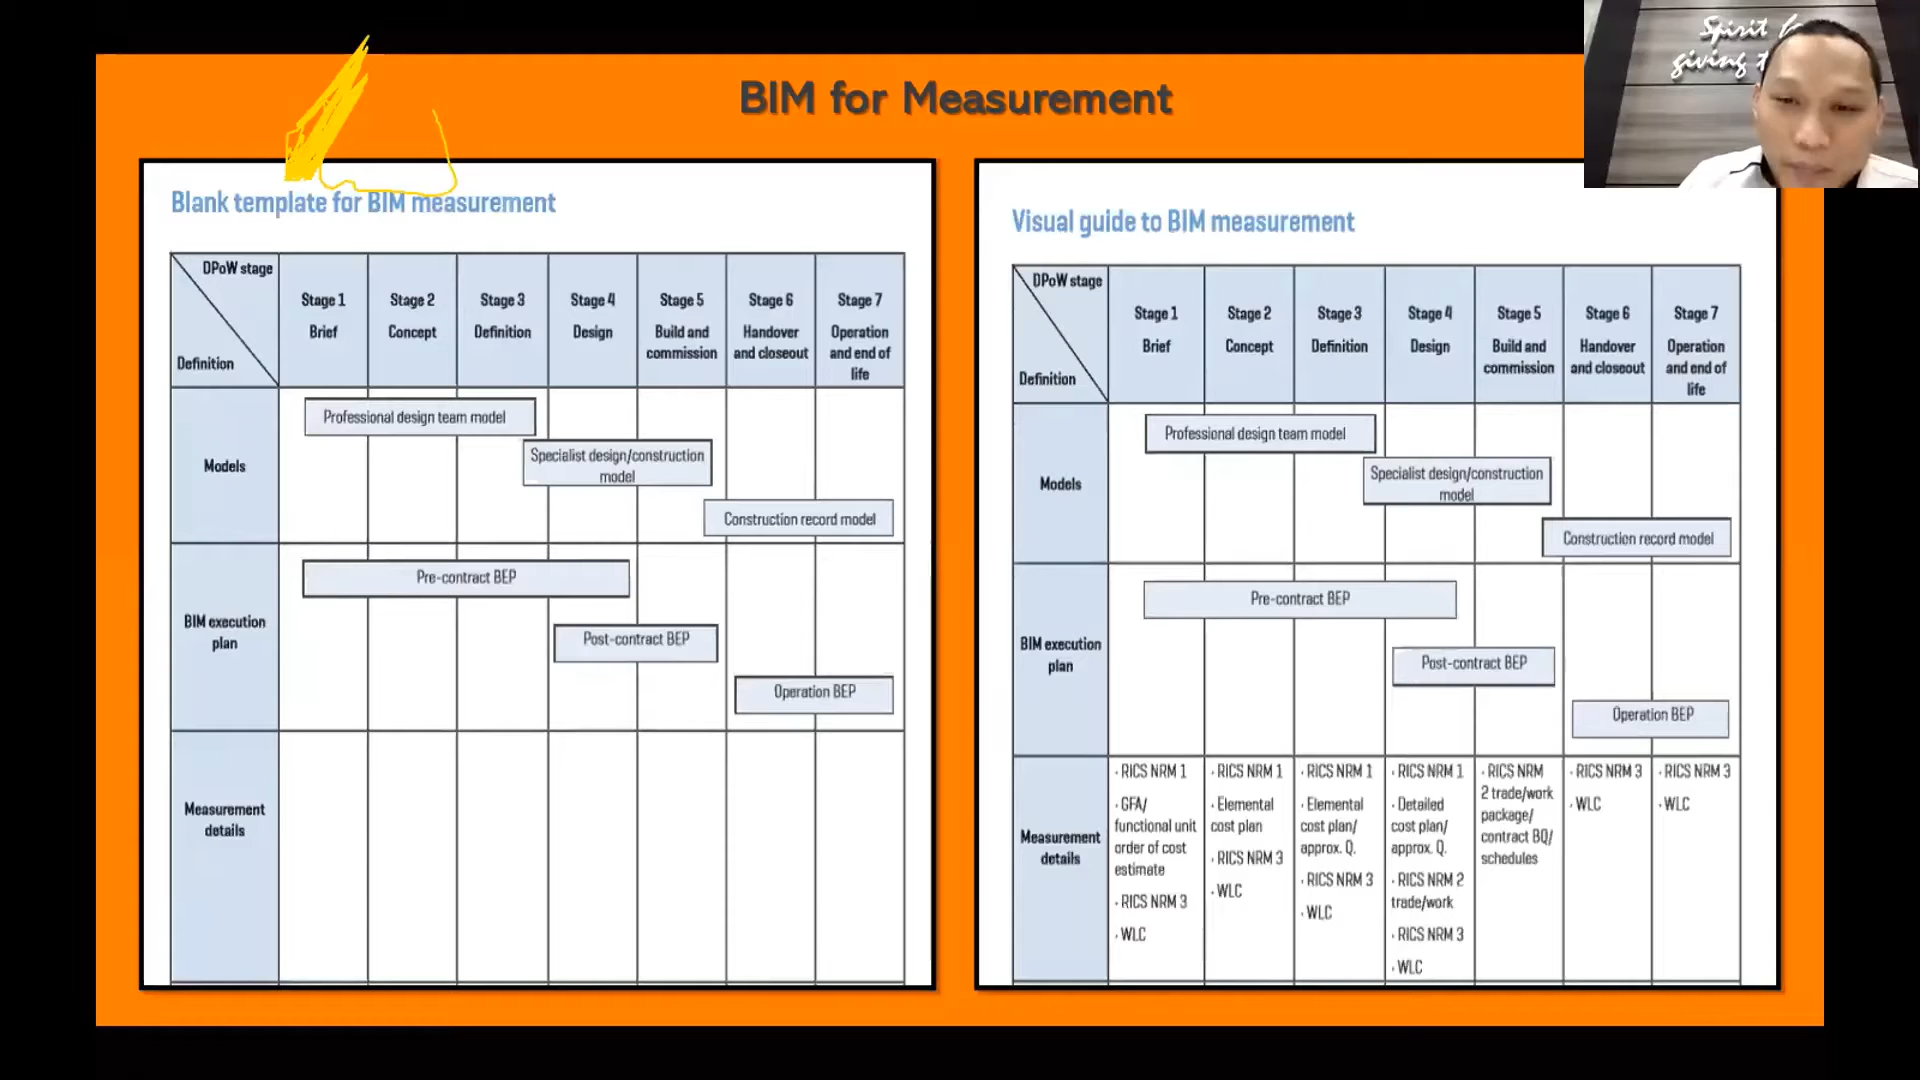 Spirit
giving
BIM for Measurement
Blank template for BIM measurement
DPoW stage
Definition
Stage 1
Brief
Stage 2
Concept
Stage 3
Definition
Stage 4
Design
Stage 5
Build and
commission
Stage 6
Handover
and closeout
Stage 7
Operation
and end of
life
Models
Professional design team model
Specialist design/construction
model
Construction record model
BIM execution
plan
Pre-contract BEP
Post-contract BEP
Operation BEP
Measurement
details
Visual guide to BIM measurement
DPoW stage
Definition
Stage 1
Brief
Stage 2
Concept
Stage 3
Definition
Stage 4
Design
Stage 5
Build and
commission
Stage 6
Handover
and closeout
Stage 7
Operation
and end of
life
Models
Professional design team model
Specialist design/construction
model
Construction record model
BIM execution
plan
Pre-contract BEP
Post-contract BEP
Operation BEP
Measurement
details
· RICS NRM 1
· GFA/
functional unit
order of cost
estimate
· RICS NRM 3
· WLC
· RICS NRM 1
· Elemental
cost plan
· RICS NRM 3
· WLC
· RICS NRM 1
· Elemental
cost plan/
approx. Q.
· RICS NRM 3
· WLC
· RICS NRM 1
· Detailed
cost plan/
approx. Q.
· RICS NRM 2
trade/work
· RICS NRM 3
· WLC
· RICS NRM
2 trade/work
package/
contract BQ/
schedules
· RICS NRM 3
· WLC
· RICS NRM 3
· WLC